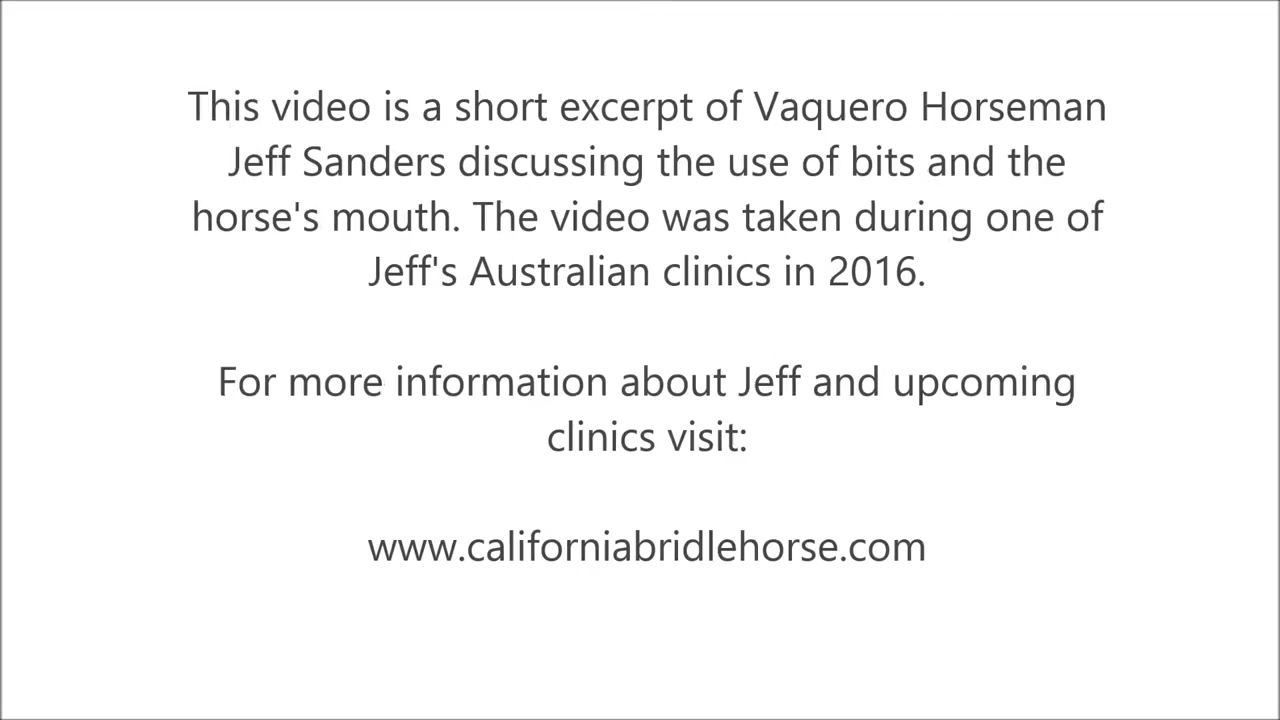 This video is a short excerpt of Vaquero Horseman
Jeff Sanders discussing the use of bits and the
horse's mouth. The video was taken during one of
Jeff's Australian clinics in 2016.
For more information about Jeff and upcoming
clinics visit:
www.californiabridlehorse.com